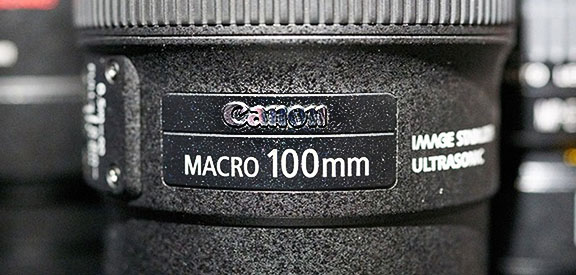 Canon
MACRO 100mm
IMAGE STABILI
ULTRASONIC